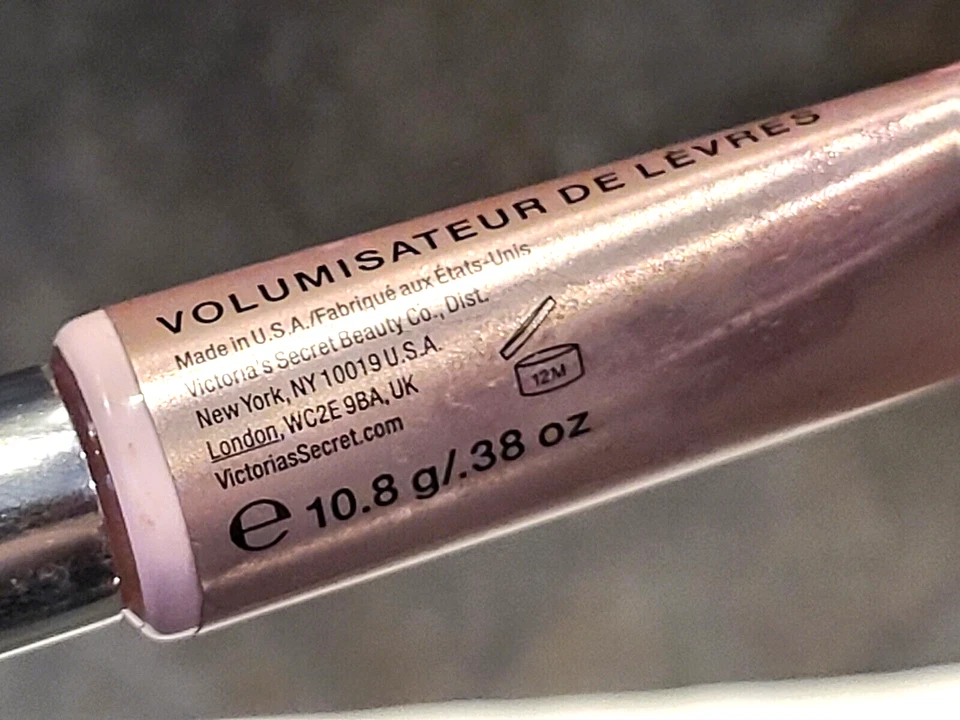 VOLUMISATEUR DE LÈVRES
Made in U.S.A./Fabriqué aux États-Unis
Victoria's Secret Beauty Co., Dist.
New York, NY 10019 U.S.A.
London, WC2E 9BA, UK
VictoriasSecret.com
12M
e 10.8 g/.38 oz